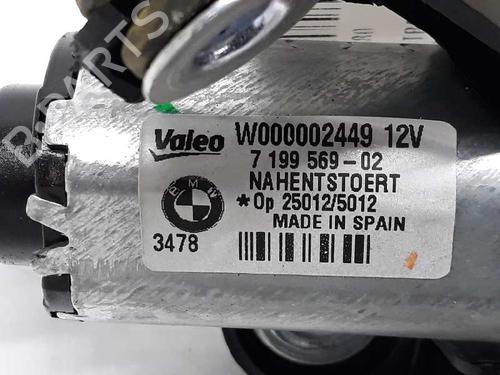 Valeo W000002449 12V
7 199 569-02
NAHENTSTOERT
BMW
*Op 25012/5012
3478 MADE IN SPAIN
B-PARTS